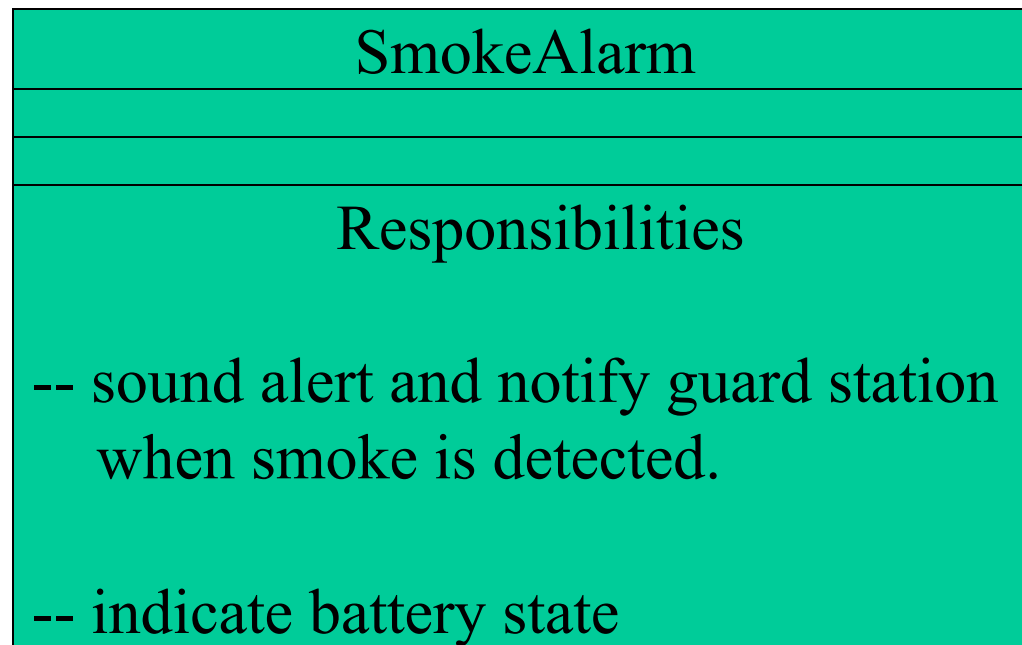 SmokeAlarm
Responsibilities
-- sound alert and notify guard station
when smoke is detected.
-- indicate battery state